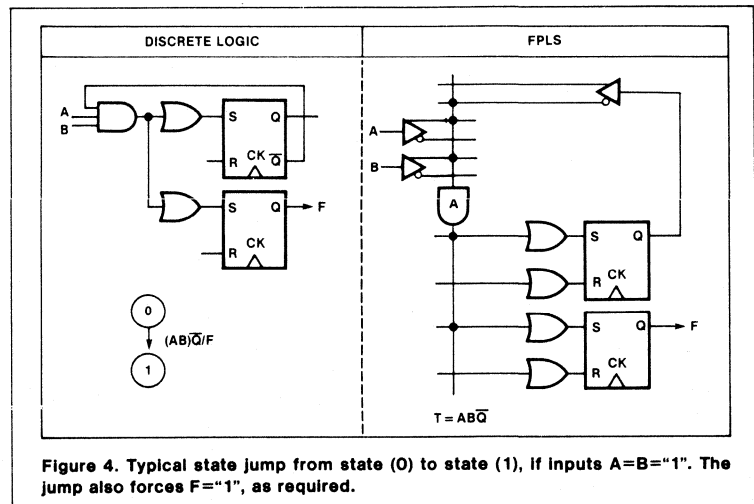 DISCRETE LOGIC
A
B
S Q
R CK Q̅
S Q F
R CK
0
(AB)Q̅/F
1
FPLS
A
B
A
S Q
R CK
S Q F
R CK
T = ABQ̅
Figure 4. Typical state jump from state (0) to state (1), if inputs A=B=“1”. The
jump also forces F=“1”, as required.